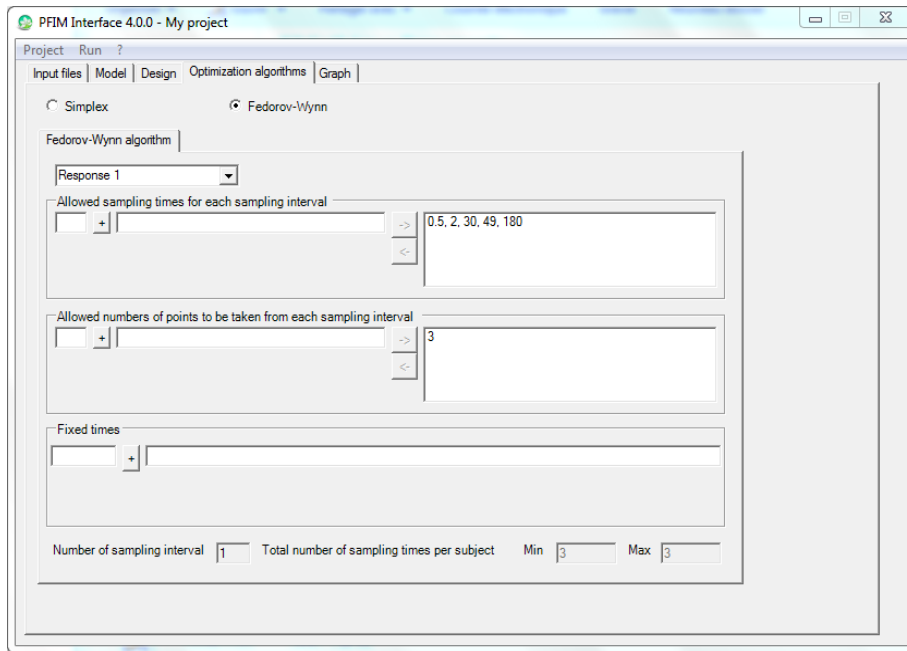 PFIM Interface 4.0.0 - My project
Project Run ?
Input files Model Design Optimization algorithms Graph
Simplex Fedorov-Wynn
Fedorov-Wynn algorithm
Response 1
Allowed sampling times for each sampling interval
+ -> 0.5, 2, 30, 49, 180
<-
Allowed numbers of points to be taken from each sampling interval
+ -> 3
<-
Fixed times
+
Number of sampling interval 1 Total number of sampling times per subject Min 3 Max 3